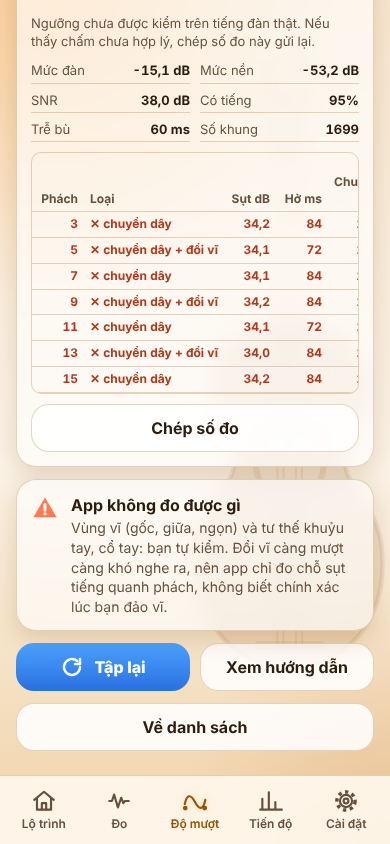 Ngưỡng chưa được kiểm trên tiếng đàn thật. Nếu
thấy chấm chưa hợp lý, chép số đo này gửi lại.
Mức đàn -15,1 dB Mức nền -53,2 dB
SNR 38,0 dB Có tiếng 95%
Trễ bù 60 ms Số khung 1699
Phách Loại Sụt dB Hở ms Chu
3 ✕ chuyển dây 34,2 84
5 ✕ chuyển dây + đổi vĩ 34,1 72
7 ✕ chuyển dây 34,1 84
9 ✕ chuyển dây + đổi vĩ 34,2 84
11 ✕ chuyển dây 34,1 72
13 ✕ chuyển dây + đổi vĩ 34,0 84
15 ✕ chuyển dây 34,2 84
Chép số đo
App không đo được gì
Vùng vĩ (gốc, giữa, ngọn) và tư thế khuỷu
tay, cổ tay: bạn tự kiểm. Đổi vĩ càng mượt
càng khó nghe ra, nên app chỉ đo chỗ sụt
tiếng quanh phách, không biết chính xác
lúc bạn đảo vĩ.
Tập lại Xem hướng dẫn
Về danh sách
Lộ trình Đo Độ mượt Tiến độ Cài đặt